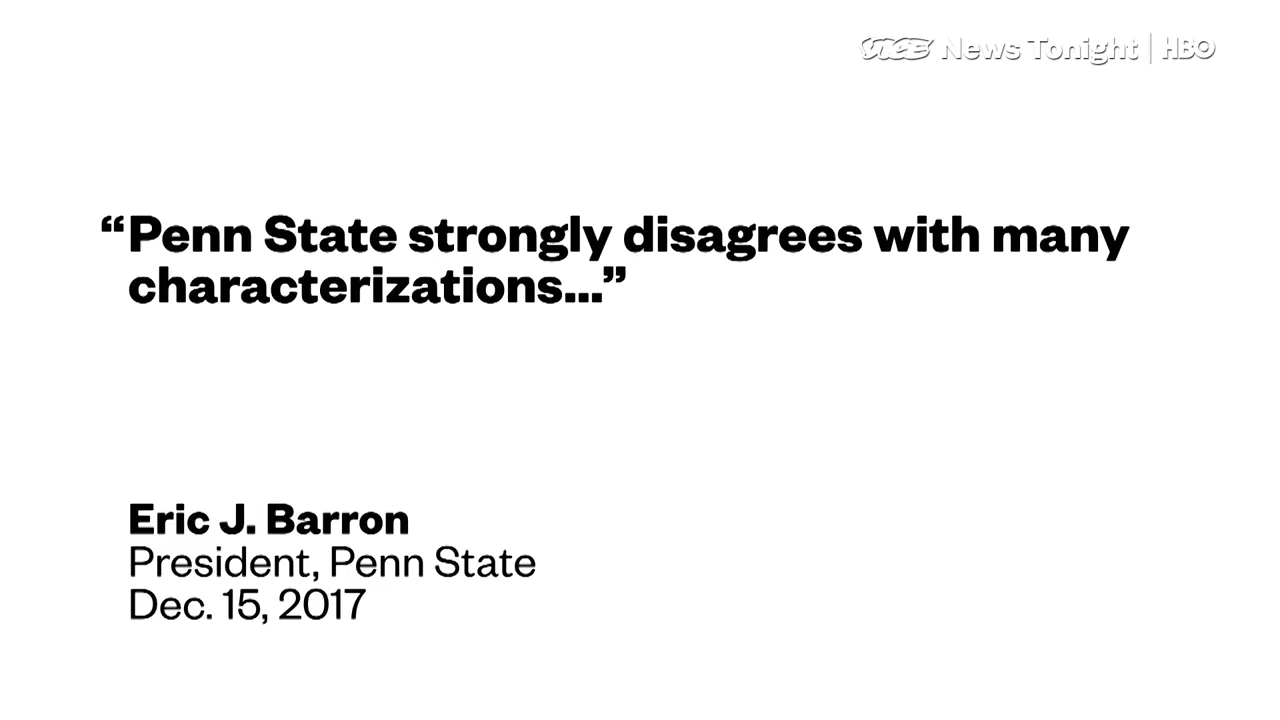 VICE News Tonight | HBO
“Penn State strongly disagrees with many
characterizations...”
Eric J. Barron
President, Penn State
Dec. 15, 2017